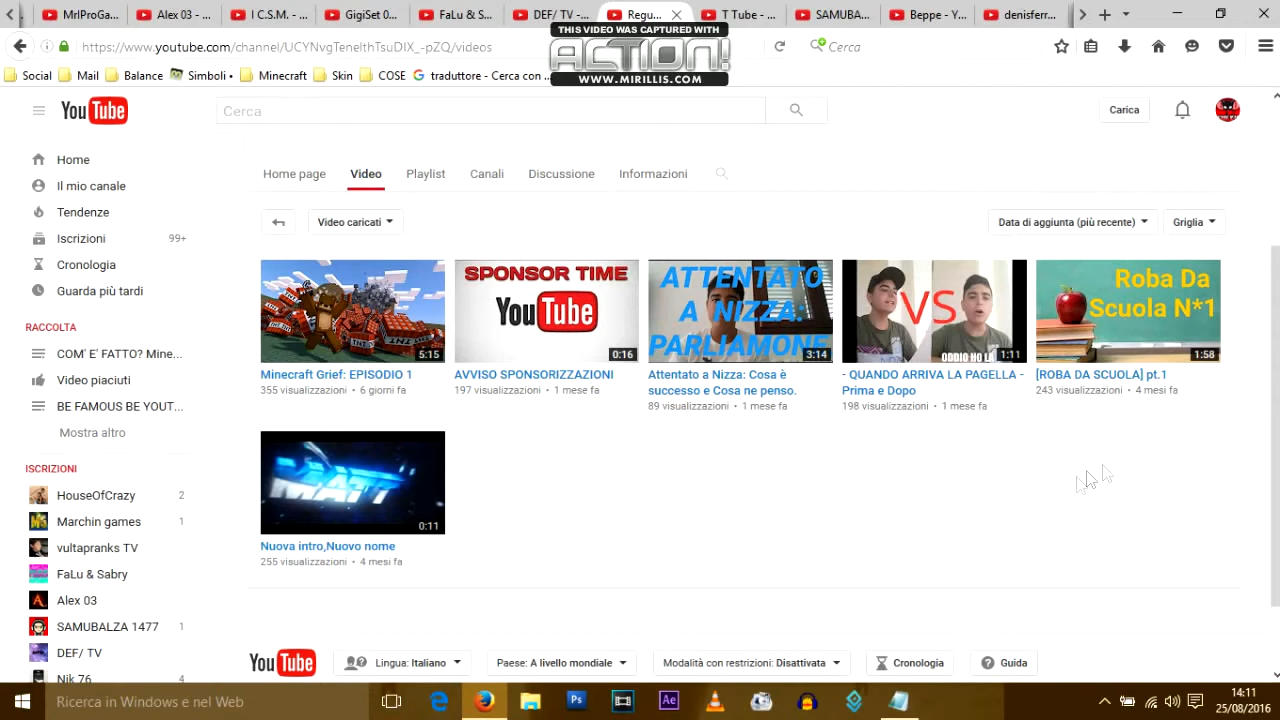 MrPorco - Y
Alex 03 -
I C.S.M. -
GigiSfe 0
FaLu & S
DEF/ TV -
Regu
T Tube -
SAMUB
Beppe - Y
denisferr
THIS VIDEO WAS CAPTURED WITH
ACTION!
WWW.MIRILLIS.COM
https://www.youtube.com/channel/UCYNvgTeneIthTsuDIX_-pZQ/videos
Cerca
Social
Mail
Balance
Simboli •
Minecraft
Skin
COSE
traduttore - Cerca con ...
YouTube
Cerca
Carica
Home
Il mio canale
Tendenze
Iscrizioni 99+
Cronologia
Guarda più tardi
RACCOLTA
COM' E' FATTO? Mine...
Video piaciuti
BE FAMOUS BE YOUT...
Mostra altro
ISCRIZIONI
HouseOfCrazy 2
Marchin games 1
vultapranks TV
FaLu & Sabry
Alex 03
SAMUBALZA 1477 1
DEF/ TV
Nik 76 4
Home page
Video
Playlist
Canali
Discussione
Informazioni
Video caricati
Data di aggiunta (più recente)
Griglia
5:15
Minecraft Grief: EPISODIO 1
355 visualizzazioni • 6 giorni fa
SPONSOR TIME
YouTube
0:16
AVVISO SPONSORIZZAZIONI
197 visualizzazioni • 1 mese fa
ATTENTATO
A NIZZA:
PARLIAMONE
3:14
Attentato a Nizza: Cosa è
successo e Cosa ne penso.
89 visualizzazioni • 1 mese fa
VS
ODDIO HO LA
1:11
- QUANDO ARRIVA LA PAGELLA -
Prima e Dopo
198 visualizzazioni • 1 mese fa
Roba Da
Scuola N*1
1:58
[ROBA DA SCUOLA] pt.1
243 visualizzazioni • 4 mesi fa
MATT
0:11
Nuova intro,Nuovo nome
255 visualizzazioni • 4 mesi fa
YouTube
Lingua: Italiano
Paese: A livello mondiale
Modalità con restrizioni: Disattivata
Cronologia
Guida
Ricerca in Windows e nel Web
14:11
25/08/2016